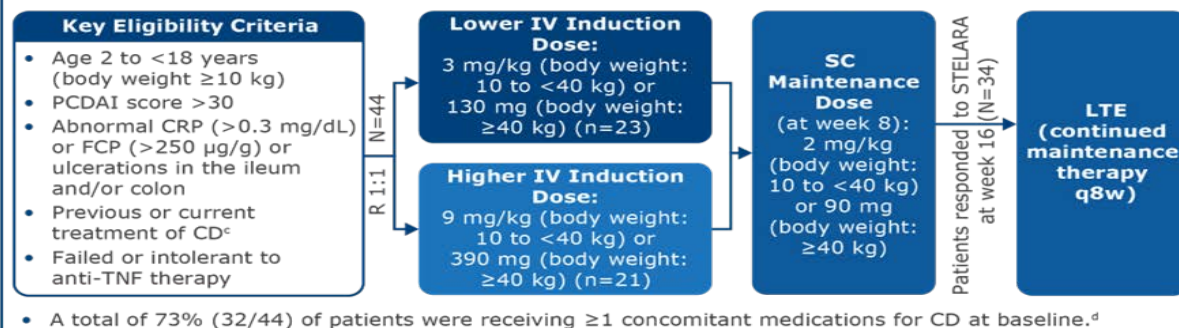 Key Eligibility Criteria
• Age 2 to <18 years
(body weight ≥10 kg)
• PCDAI score >30
• Abnormal CRP (>0.3 mg/dL)
or FCP (>250 µg/g) or
ulcerations in the ileum
and/or colon
• Previous or current
treatment of CDᶜ
• Failed or intolerant to
anti-TNF therapy
R 1:1 N=44
Lower IV Induction
Dose:
3 mg/kg (body weight:
10 to <40 kg) or
130 mg (body weight:
≥40 kg) (n=23)
Higher IV Induction
Dose:
9 mg/kg (body weight:
10 to <40 kg) or
390 mg (body weight:
≥40 kg) (n=21)
SC
Maintenance
Dose
(at week 8):
2 mg/kg
(body weight:
10 to <40 kg)
or 90 mg
(body weight:
≥40 kg)
Patients responded to STELARA
at week 16 (N=34)
LTE
(continued
maintenance
therapy
q8w)
• A total of 73% (32/44) of patients were receiving ≥1 concomitant medications for CD at baseline.ᵈ